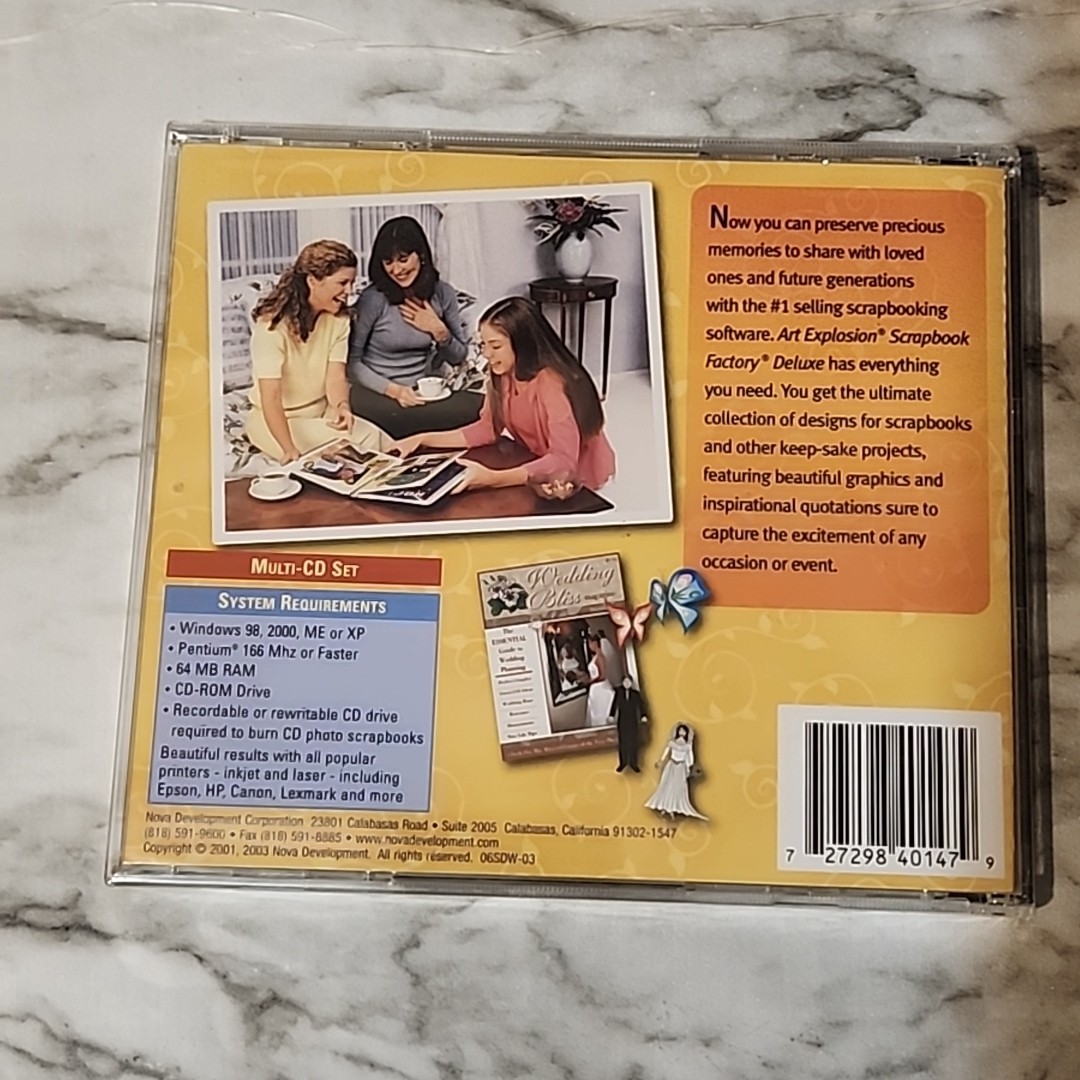 Now you can preserve precious
memories to share with loved
ones and future generations
with the #1 selling scrapbooking
software. Art Explosion® Scrapbook
Factory® Deluxe has everything
you need. You get the ultimate
collection of designs for scrapbooks
and other keep-sake projects,
featuring beautiful graphics and
inspirational quotations sure to
capture the excitement of any
occasion or event.
MULTI-CD SET
SYSTEM REQUIREMENTS
• Windows 98, 2000, ME or XP
• Pentium® 166 Mhz or Faster
• 64 MB RAM
• CD-ROM Drive
• Recordable or rewritable CD drive
required to burn CD photo scrapbooks
Beautiful results with all popular
printers - inkjet and laser - including
Epson, HP, Canon, Lexmark and more
Wedding
Bliss
The
ESSENTIAL
Guide to
Wedding
Planning
Nova Development Corporation 23801 Calabasas Road • Suite 2005 Calabasas, California 91302-1547
(818) 591-9600 • Fax (818) 591-8885 • www.novadevelopment.com
Copyright © 2001, 2003 Nova Development. All rights reserved. 06SDW-03
7 27298 40147 9